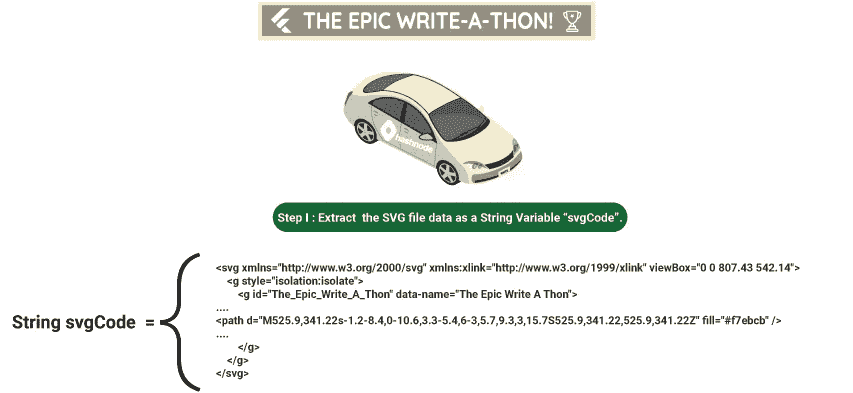 THE EPIC WRITE-A-THON!
hashnode
Step I : Extract the SVG file data as a String Variable “svgCode”.
String svgCode =
<svg xmlns="http://www.w3.org/2000/svg" xmlns:xlink="http://www.w3.org/1999/xlink" viewBox="0 0 807.43 542.14">
<g style="isolation:isolate">
<g id="The_Epic_Write_A_Thon" data-name="The Epic Write A Thon">
....
<path d="M525.9,341.22s-1.2-8.4,0-10.6,3.3-5.4,6-3,5.7,9.3,3,15.7S525.9,341.22,525.9,341.22Z" fill="#f7ebcb" />
....
</g>
</g>
</svg>